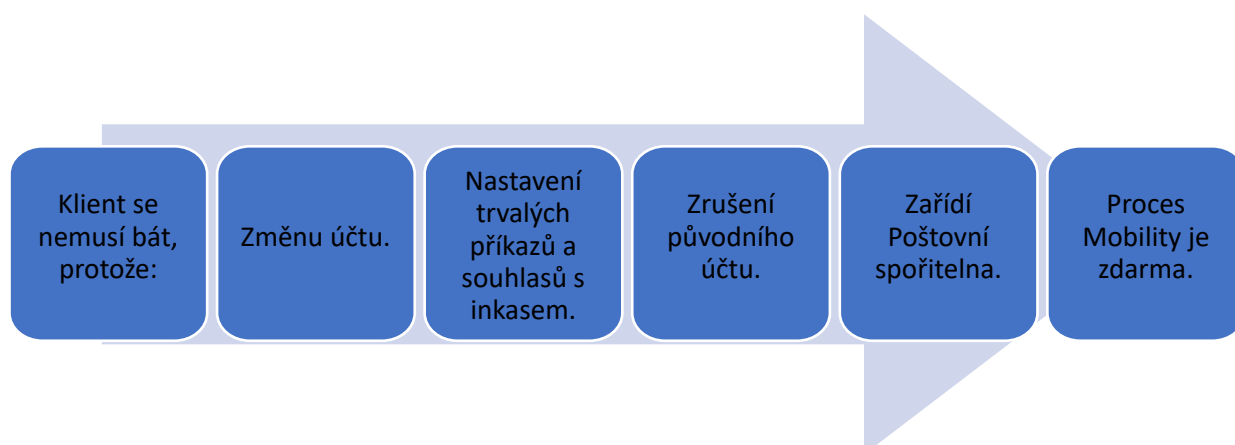 Klient se
nemusí bát,
protože:
Změnu účtu.
Nastavení
trvalých
příkazů a
souhlasů s
inkasem.
Zrušení
původního
účtu.
Zařídí
Poštovní
spořitelna.
Proces
Mobility je
zdarma.